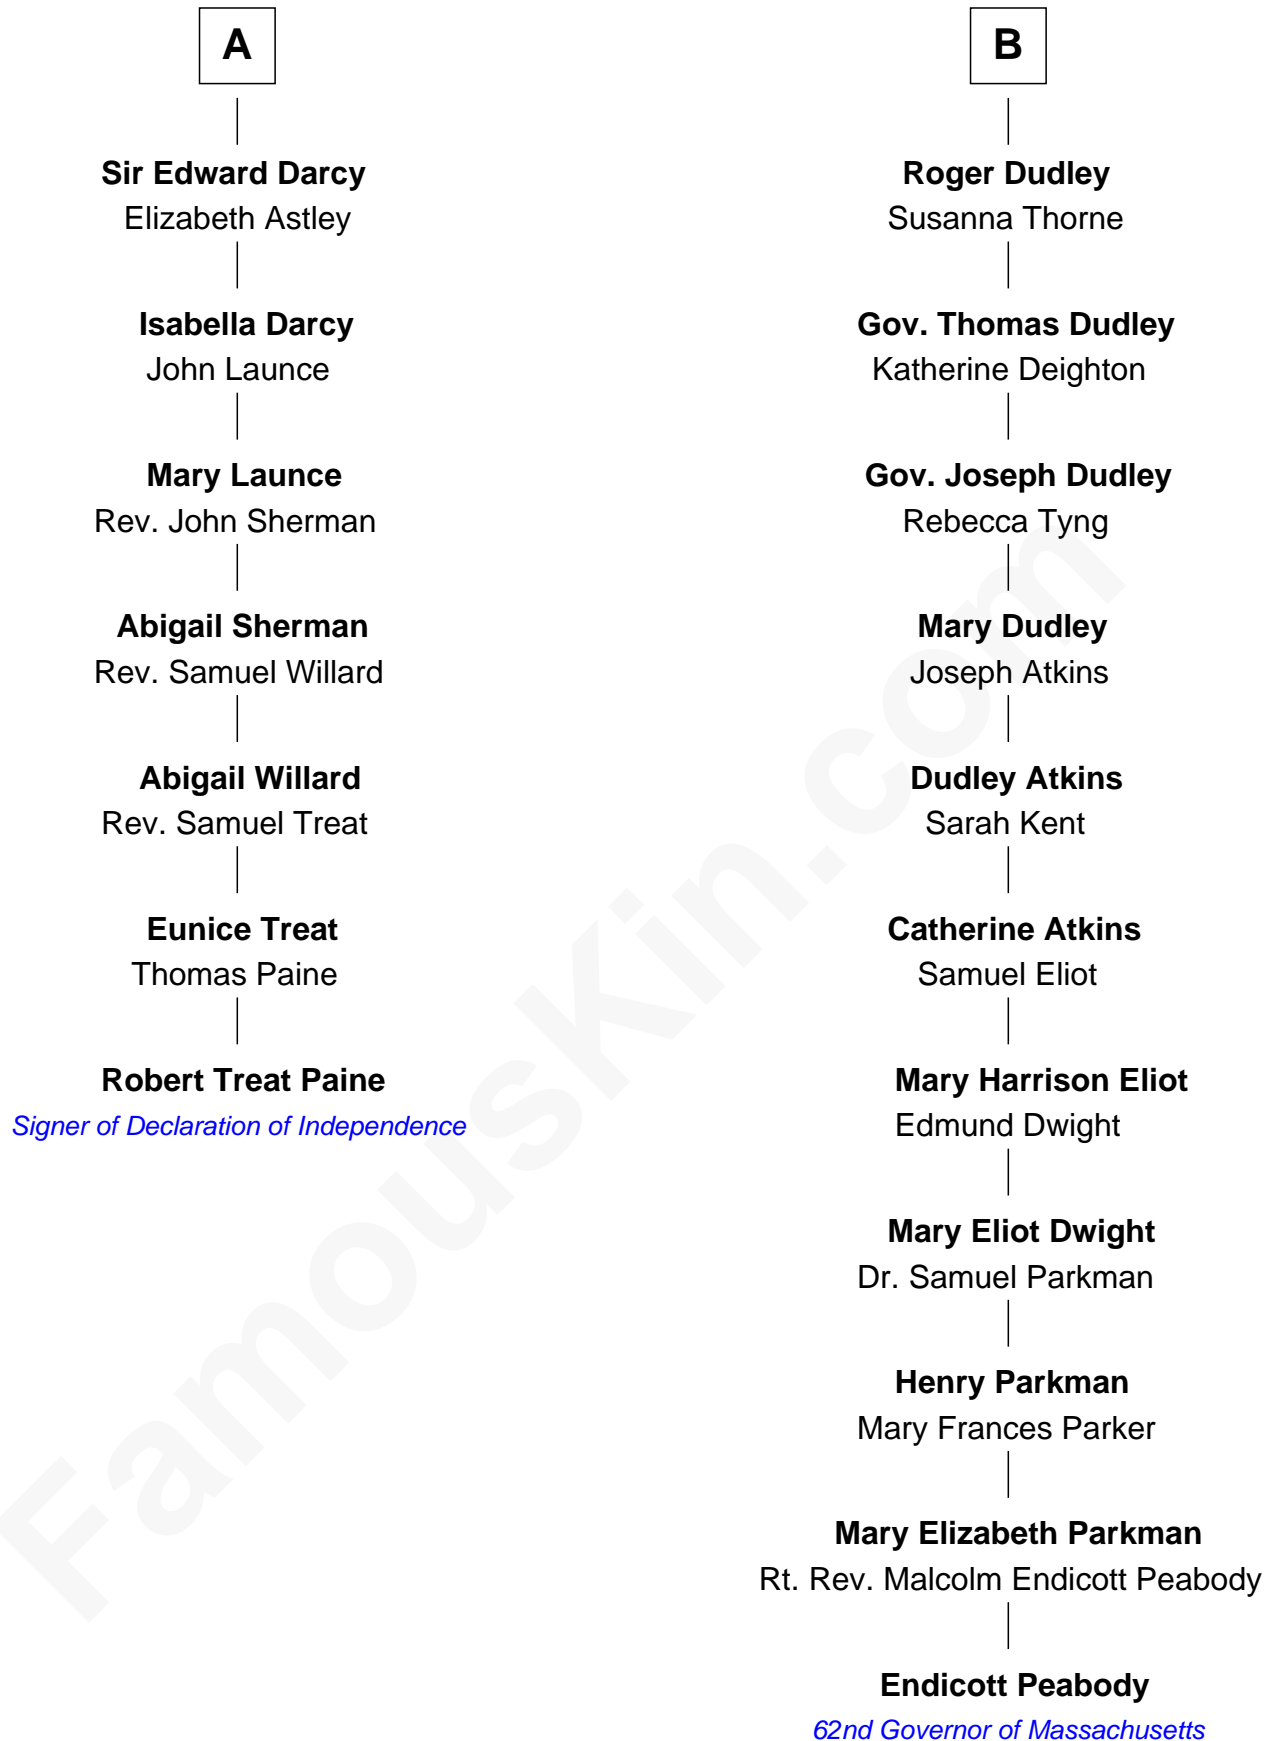 A
Sir Edward Darcy
Elizabeth Astley
Isabella Darcy
John Launce
Mary Launce
Rev. John Sherman
Abigail Sherman
Rev. Samuel Willard
Abigail Willard
Rev. Samuel Treat
Eunice Treat
Thomas Paine
Robert Treat Paine
Signer of Declaration of Independence
B
Roger Dudley
Susanna Thorne
Gov. Thomas Dudley
Katherine Deighton
Gov. Joseph Dudley
Rebecca Tyng
Mary Dudley
Joseph Atkins
Dudley Atkins
Sarah Kent
Catherine Atkins
Samuel Eliot
Mary Harrison Eliot
Edmund Dwight
Mary Eliot Dwight
Dr. Samuel Parkman
Henry Parkman
Mary Frances Parker
Mary Elizabeth Parkman
Rt. Rev. Malcolm Endicott Peabody
Endicott Peabody
62nd Governor of Massachusetts
FamousKin.com